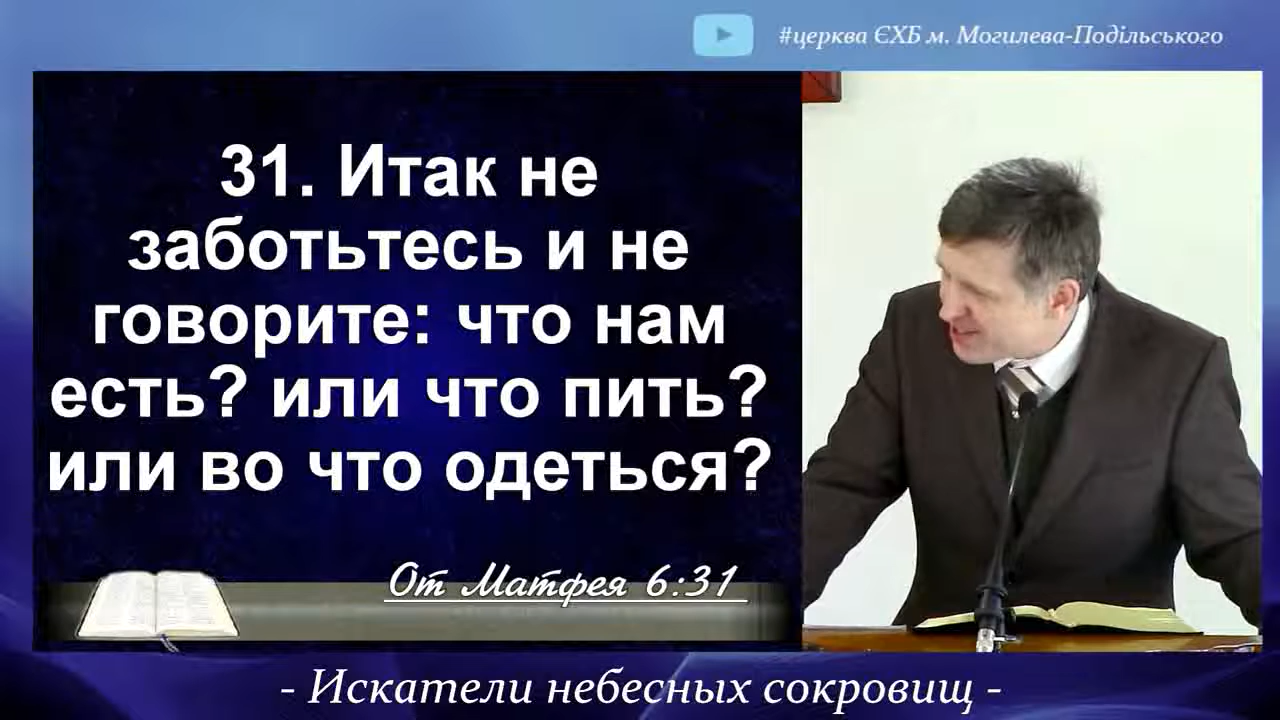 #церква ЄХБ м. Могилева-Подільського
31. Итак не
заботьтесь и не
говорите: что нам
есть? или что пить?
или во что одеться?
От Матфея 6:31
- Искатели небесных сокровищ -